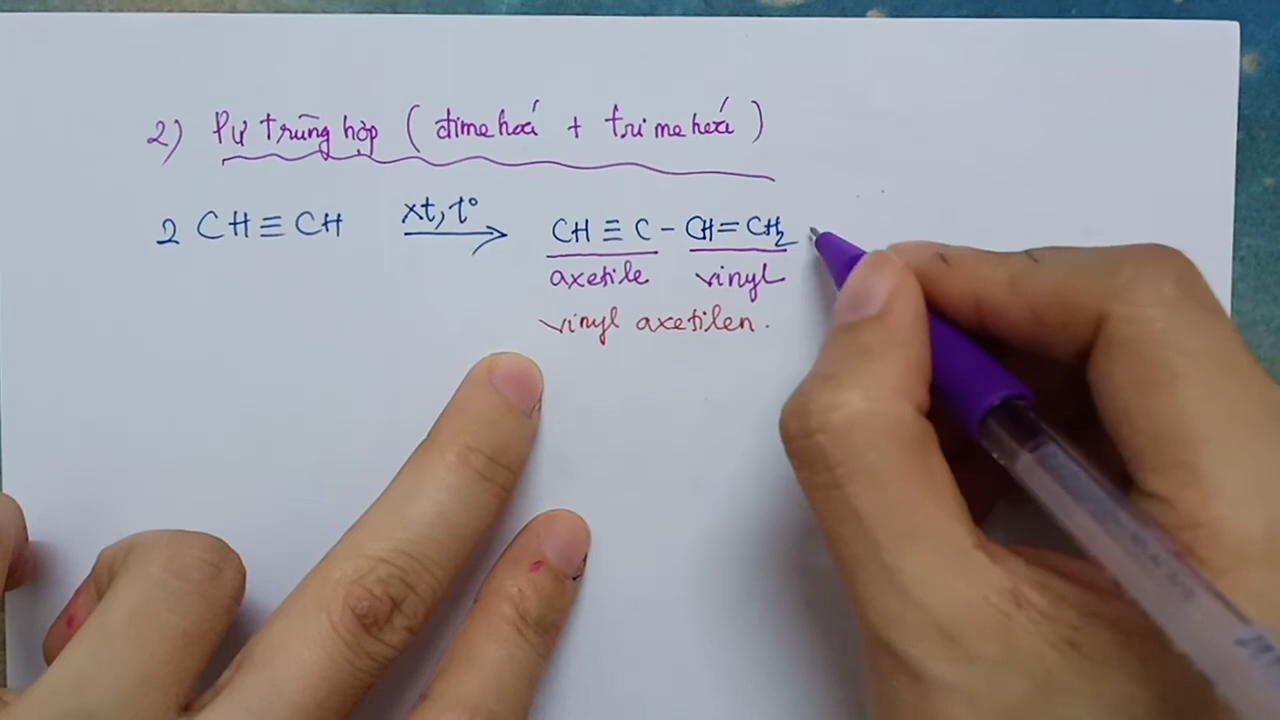 2) Pư trùng hợp (đime hoá + trime hoá)
2 CH≡CH xt, t° → CH≡C-CH=CH₂
axetile vinyl
vinyl axetilen.